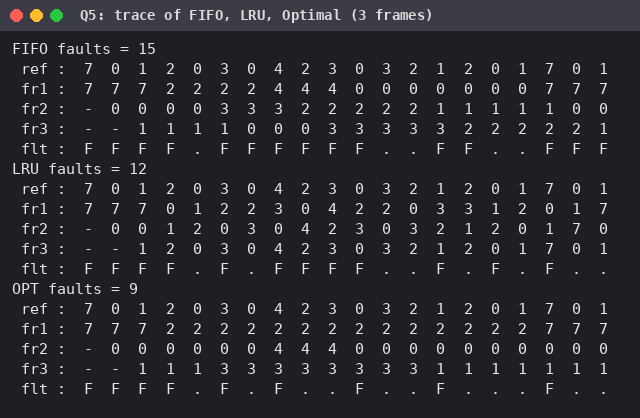 Q5: trace of FIFO, LRU, Optimal (3 frames)
FIFO faults = 15
ref :  7  0  1  2  0  3  0  4  2  3  0  3  2  1  2  0  1  7  0  1
fr1 :  7  7  7  2  2  2  2  4  4  4  0  0  0  0  0  0  0  7  7  7
fr2 :  -  0  0  0  0  3  3  3  2  2  2  2  2  1  1  1  1  1  0  0
fr3 :  -  -  1  1  1  1  0  0  0  3  3  3  3  3  2  2  2  2  2  1
flt :  F  F  F  F  .  F  F  F  F  F  F  .  .  F  F  .  .  F  F  F
LRU faults = 12
ref :  7  0  1  2  0  3  0  4  2  3  0  3  2  1  2  0  1  7  0  1
fr1 :  7  7  7  0  1  2  2  3  0  4  2  2  0  3  3  1  2  0  1  7
fr2 :  -  0  0  1  2  0  3  0  4  2  3  0  3  2  1  2  0  1  7  0
fr3 :  -  -  1  2  0  3  0  4  2  3  0  3  2  1  2  0  1  7  0  1
flt :  F  F  F  F  .  F  .  F  F  F  F  .  .  F  .  F  .  F  .  .
OPT faults = 9
ref :  7  0  1  2  0  3  0  4  2  3  0  3  2  1  2  0  1  7  0  1
fr1 :  7  7  7  2  2  2  2  2  2  2  2  2  2  2  2  2  2  7  7  7
fr2 :  -  0  0  0  0  0  0  4  4  4  0  0  0  0  0  0  0  0  0  0
fr3 :  -  -  1  1  1  3  3  3  3  3  3  3  3  1  1  1  1  1  1  1
flt :  F  F  F  F  .  F  .  F  .  .  F  .  .  F  .  .  .  F  .  .